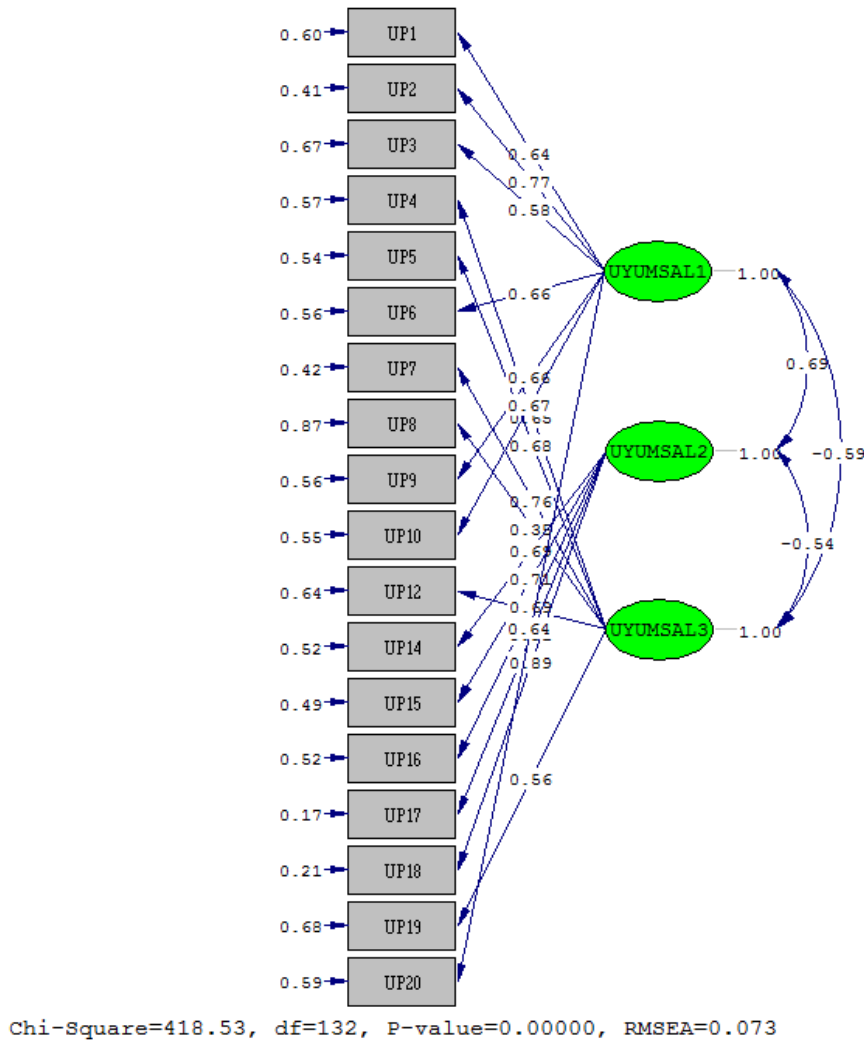 0.60 UP1
0.41 UP2
0.67 UP3
0.64
0.77
0.57 UP4
0.58
0.54 UP5
UYUMSAL1 1.00
0.56 UP6
0.66
0.42 UP7
0.69
0.66
0.67
0.87 UP8
0.65
0.68
UYUMSAL2 1.00
-0.59
0.56 UP9
0.76
0.55 UP10
0.69
-0.54
0.64 UP12
0.71
0.69
0.64
UYUMSAL3 1.00
0.52 UP14
0.89
0.49 UP15
0.52 UP16
0.56
0.17 UP17
0.21 UP18
0.68 UP19
0.59 UP20
Chi-Square=418.53, df=132, P-value=0.00000, RMSEA=0.073